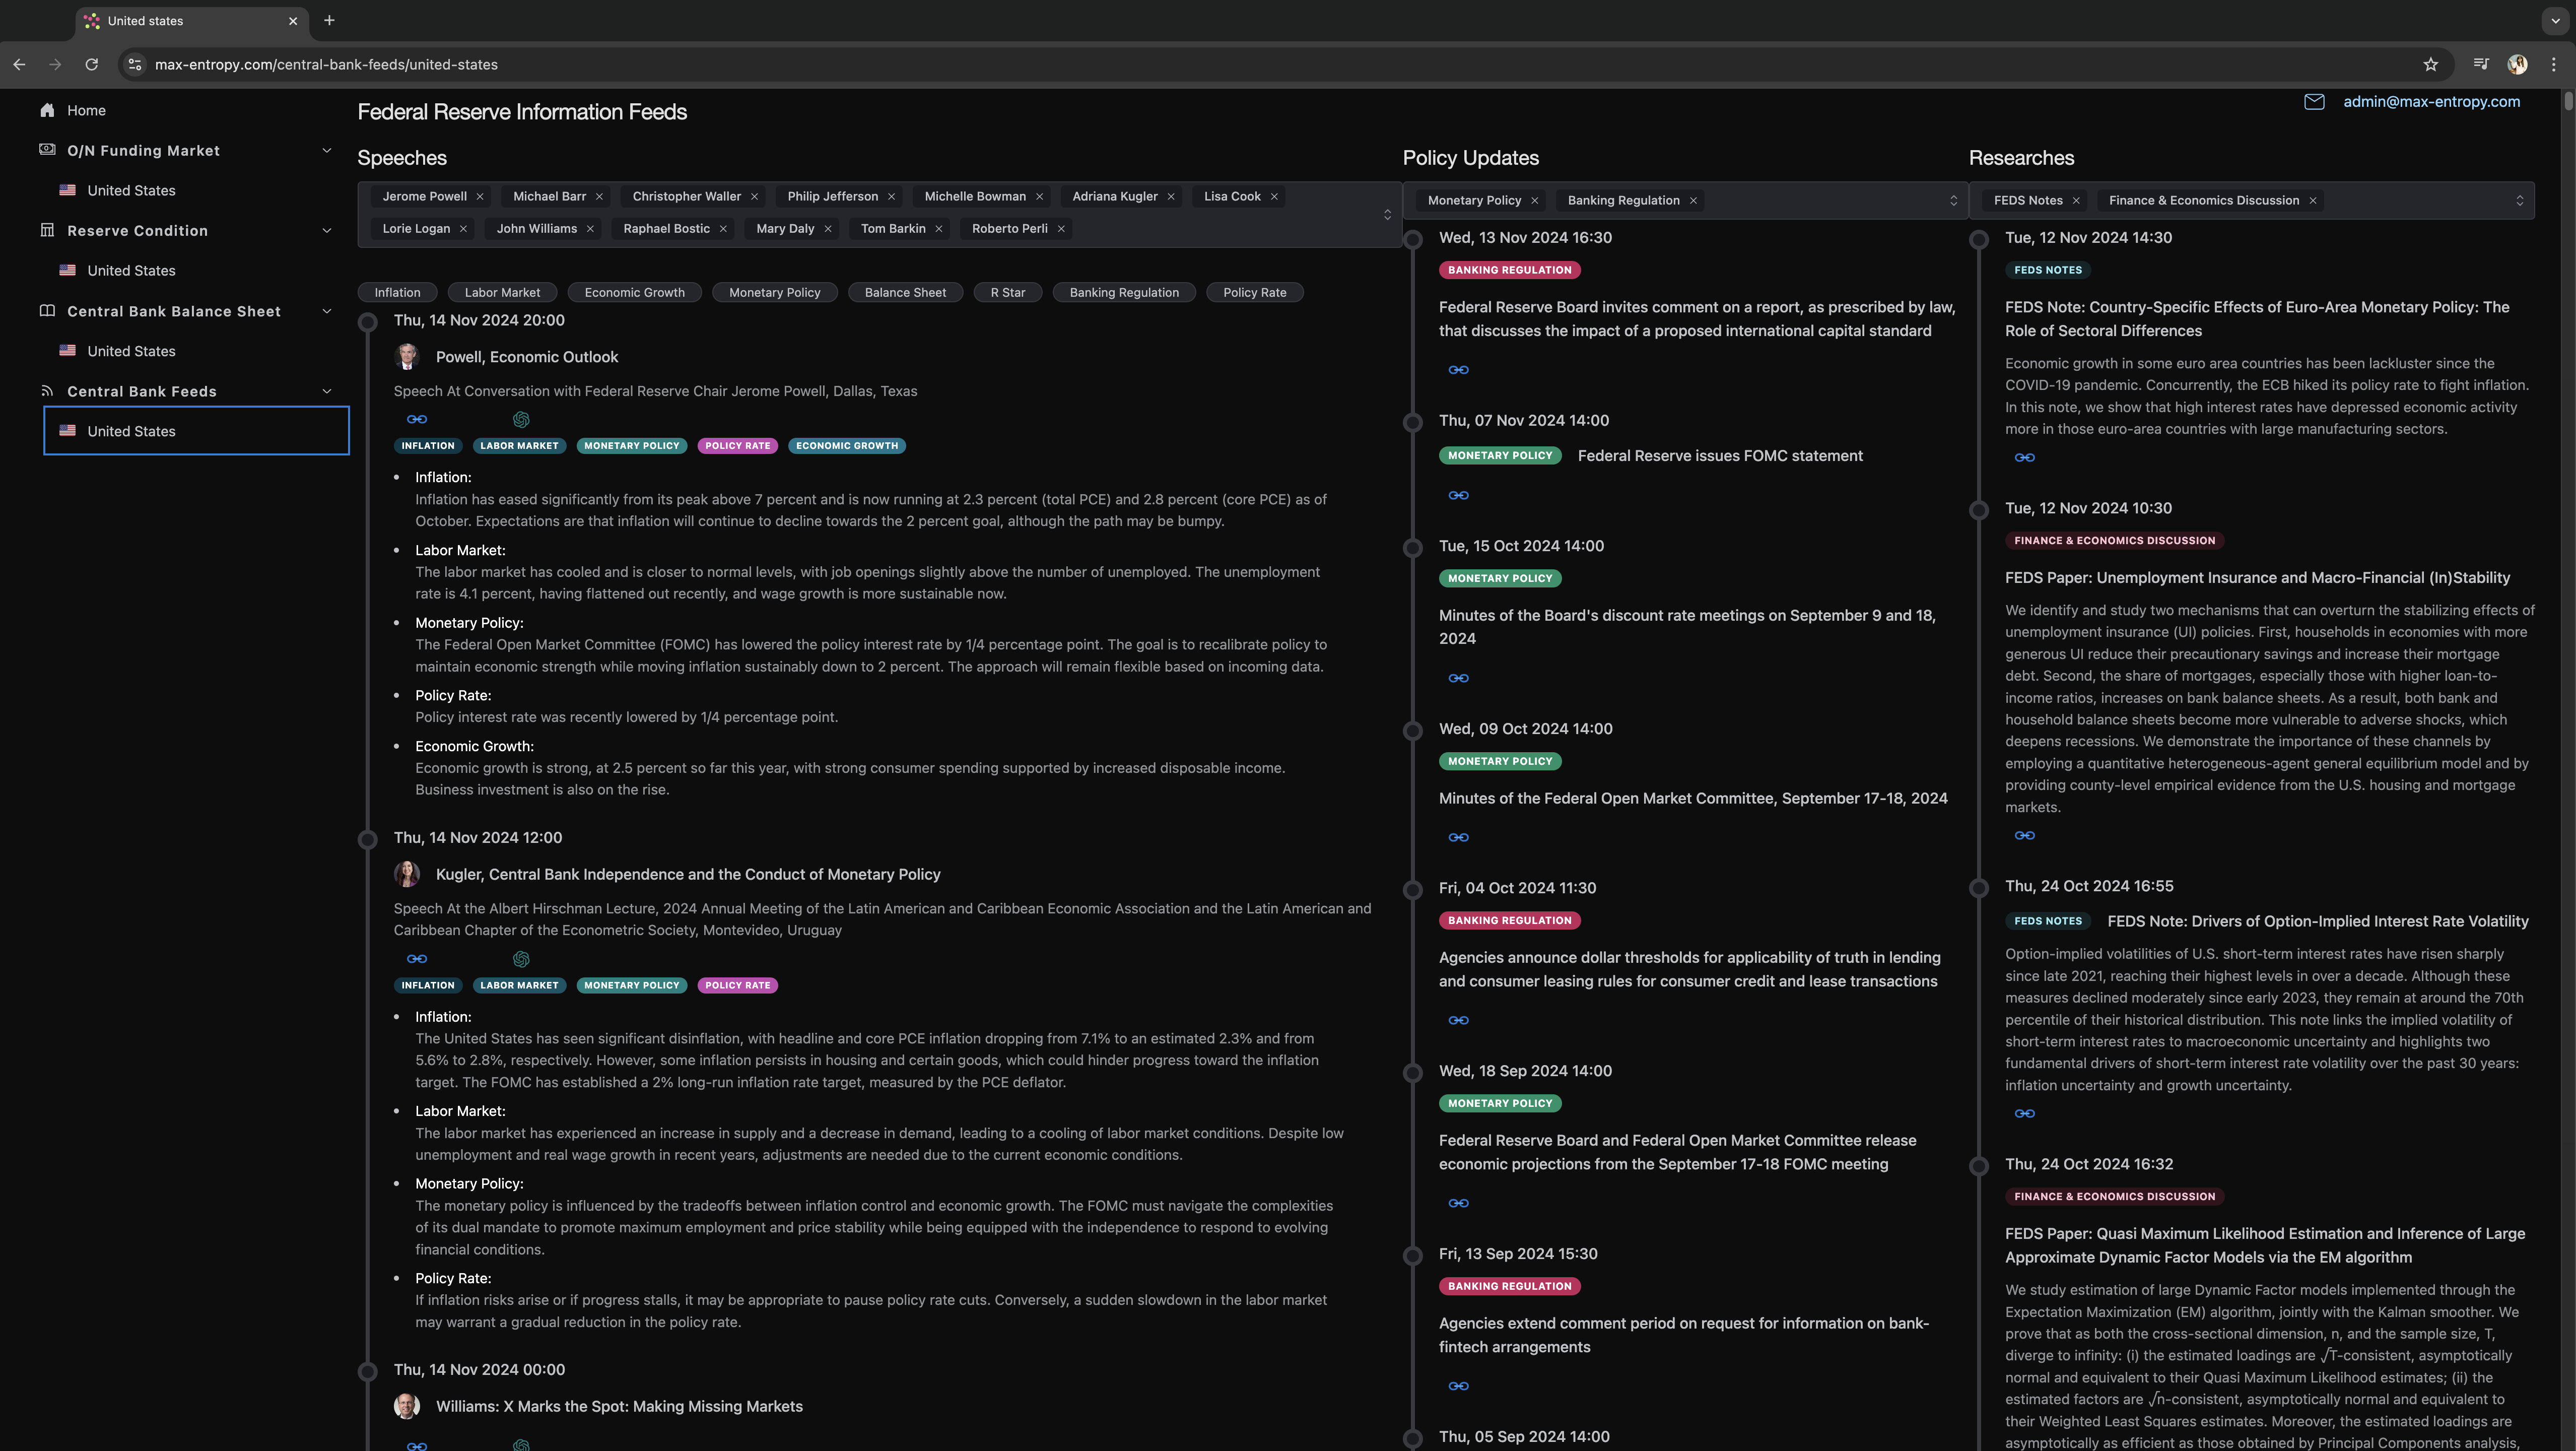 United states
max-entropy.com/central-bank-feeds/united-states
Home
O/N Funding Market
United States
Reserve Condition
United States
Central Bank Balance Sheet
United States
Central Bank Feeds
United States
admin@max-entropy.com
Federal Reserve Information Feeds
Speeches
Jerome Powell
Michael Barr
Christopher Waller
Philip Jefferson
Michelle Bowman
Adriana Kugler
Lisa Cook
Lorie Logan
John Williams
Raphael Bostic
Mary Daly
Tom Barkin
Roberto Perli
Inflation
Labor Market
Economic Growth
Monetary Policy
Balance Sheet
R Star
Banking Regulation
Policy Rate
Thu, 14 Nov 2024 20:00
Powell, Economic Outlook
Speech At Conversation with Federal Reserve Chair Jerome Powell, Dallas, Texas
INFLATION
LABOR MARKET
MONETARY POLICY
POLICY RATE
ECONOMIC GROWTH
Inflation:
Inflation has eased significantly from its peak above 7 percent and is now running at 2.3 percent (total PCE) and 2.8 percent (core PCE) as of
October. Expectations are that inflation will continue to decline towards the 2 percent goal, although the path may be bumpy.
Labor Market:
The labor market has cooled and is closer to normal levels, with job openings slightly above the number of unemployed. The unemployment
rate is 4.1 percent, having flattened out recently, and wage growth is more sustainable now.
Monetary Policy:
The Federal Open Market Committee (FOMC) has lowered the policy interest rate by 1/4 percentage point. The goal is to recalibrate policy to
maintain economic strength while moving inflation sustainably down to 2 percent. The approach will remain flexible based on incoming data.
Policy Rate:
Policy interest rate was recently lowered by 1/4 percentage point.
Economic Growth:
Economic growth is strong, at 2.5 percent so far this year, with strong consumer spending supported by increased disposable income.
Business investment is also on the rise.
Thu, 14 Nov 2024 12:00
Kugler, Central Bank Independence and the Conduct of Monetary Policy
Speech At the Albert Hirschman Lecture, 2024 Annual Meeting of the Latin American and Caribbean Economic Association and the Latin American and
Caribbean Chapter of the Econometric Society, Montevideo, Uruguay
INFLATION
LABOR MARKET
MONETARY POLICY
POLICY RATE
Inflation:
The United States has seen significant disinflation, with headline and core PCE inflation dropping from 7.1% to an estimated 2.3% and from
5.6% to 2.8%, respectively. However, some inflation persists in housing and certain goods, which could hinder progress toward the inflation
target. The FOMC has established a 2% long-run inflation rate target, measured by the PCE deflator.
Labor Market:
The labor market has experienced an increase in supply and a decrease in demand, leading to a cooling of labor market conditions. Despite low
unemployment and real wage growth in recent years, adjustments are needed due to the current economic conditions.
Monetary Policy:
The monetary policy is influenced by the tradeoffs between inflation control and economic growth. The FOMC must navigate the complexities
of its dual mandate to promote maximum employment and price stability while being equipped with the independence to respond to evolving
financial conditions.
Policy Rate:
If inflation risks arise or if progress stalls, it may be appropriate to pause policy rate cuts. Conversely, a sudden slowdown in the labor market
may warrant a gradual reduction in the policy rate.
Thu, 14 Nov 2024 00:00
Williams: X Marks the Spot: Making Missing Markets
Policy Updates
Monetary Policy
Banking Regulation
Wed, 13 Nov 2024 16:30
BANKING REGULATION
Federal Reserve Board invites comment on a report, as prescribed by law,
that discusses the impact of a proposed international capital standard
Thu, 07 Nov 2024 14:00
MONETARY POLICY
Federal Reserve issues FOMC statement
Tue, 15 Oct 2024 14:00
MONETARY POLICY
Minutes of the Board's discount rate meetings on September 9 and 18,
2024
Wed, 09 Oct 2024 14:00
MONETARY POLICY
Minutes of the Federal Open Market Committee, September 17-18, 2024
Fri, 04 Oct 2024 11:30
BANKING REGULATION
Agencies announce dollar thresholds for applicability of truth in lending
and consumer leasing rules for consumer credit and lease transactions
Wed, 18 Sep 2024 14:00
MONETARY POLICY
Federal Reserve Board and Federal Open Market Committee release
economic projections from the September 17-18 FOMC meeting
Fri, 13 Sep 2024 15:30
BANKING REGULATION
Agencies extend comment period on request for information on bank-
fintech arrangements
Thu, 05 Sep 2024 14:00
Researches
FEDS Notes
Finance & Economics Discussion
Tue, 12 Nov 2024 14:30
FEDS NOTES
FEDS Note: Country-Specific Effects of Euro-Area Monetary Policy: The
Role of Sectoral Differences
Economic growth in some euro area countries has been lackluster since the
COVID-19 pandemic. Concurrently, the ECB hiked its policy rate to fight inflation.
In this note, we show that high interest rates have depressed economic activity
more in those euro-area countries with large manufacturing sectors.
Tue, 12 Nov 2024 10:30
FINANCE & ECONOMICS DISCUSSION
FEDS Paper: Unemployment Insurance and Macro-Financial (In)Stability
We identify and study two mechanisms that can overturn the stabilizing effects of
unemployment insurance (UI) policies. First, households in economies with more
generous UI reduce their precautionary savings and increase their mortgage
debt. Second, the share of mortgages, especially those with higher loan-to-
income ratios, increases on bank balance sheets. As a result, both bank and
household balance sheets become more vulnerable to adverse shocks, which
deepens recessions. We demonstrate the importance of these channels by
employing a quantitative heterogeneous-agent general equilibrium model and by
providing county-level empirical evidence from the U.S. housing and mortgage
markets.
Thu, 24 Oct 2024 16:55
FEDS NOTES
FEDS Note: Drivers of Option-Implied Interest Rate Volatility
Option-implied volatilities of U.S. short-term interest rates have risen sharply
since late 2021, reaching their highest levels in over a decade. Although these
measures declined moderately since early 2023, they remain at around the 70th
percentile of their historical distribution. This note links the implied volatility of
short-term interest rates to macroeconomic uncertainty and highlights two
fundamental drivers of short-term interest rate volatility over the past 30 years:
inflation uncertainty and growth uncertainty.
Thu, 24 Oct 2024 16:32
FINANCE & ECONOMICS DISCUSSION
FEDS Paper: Quasi Maximum Likelihood Estimation and Inference of Large
Approximate Dynamic Factor Models via the EM algorithm
We study estimation of large Dynamic Factor models implemented through the
Expectation Maximization (EM) algorithm, jointly with the Kalman smoother. We
prove that as both the cross-sectional dimension, n, and the sample size, T,
diverge to infinity: (i) the estimated loadings are √T-consistent, asymptotically
normal and equivalent to their Quasi Maximum Likelihood estimates; (ii) the
estimated factors are √n-consistent, asymptotically normal and equivalent to
their Weighted Least Squares estimates. Moreover, the estimated loadings are
asymptotically as efficient as those obtained by Principal Components analysis,